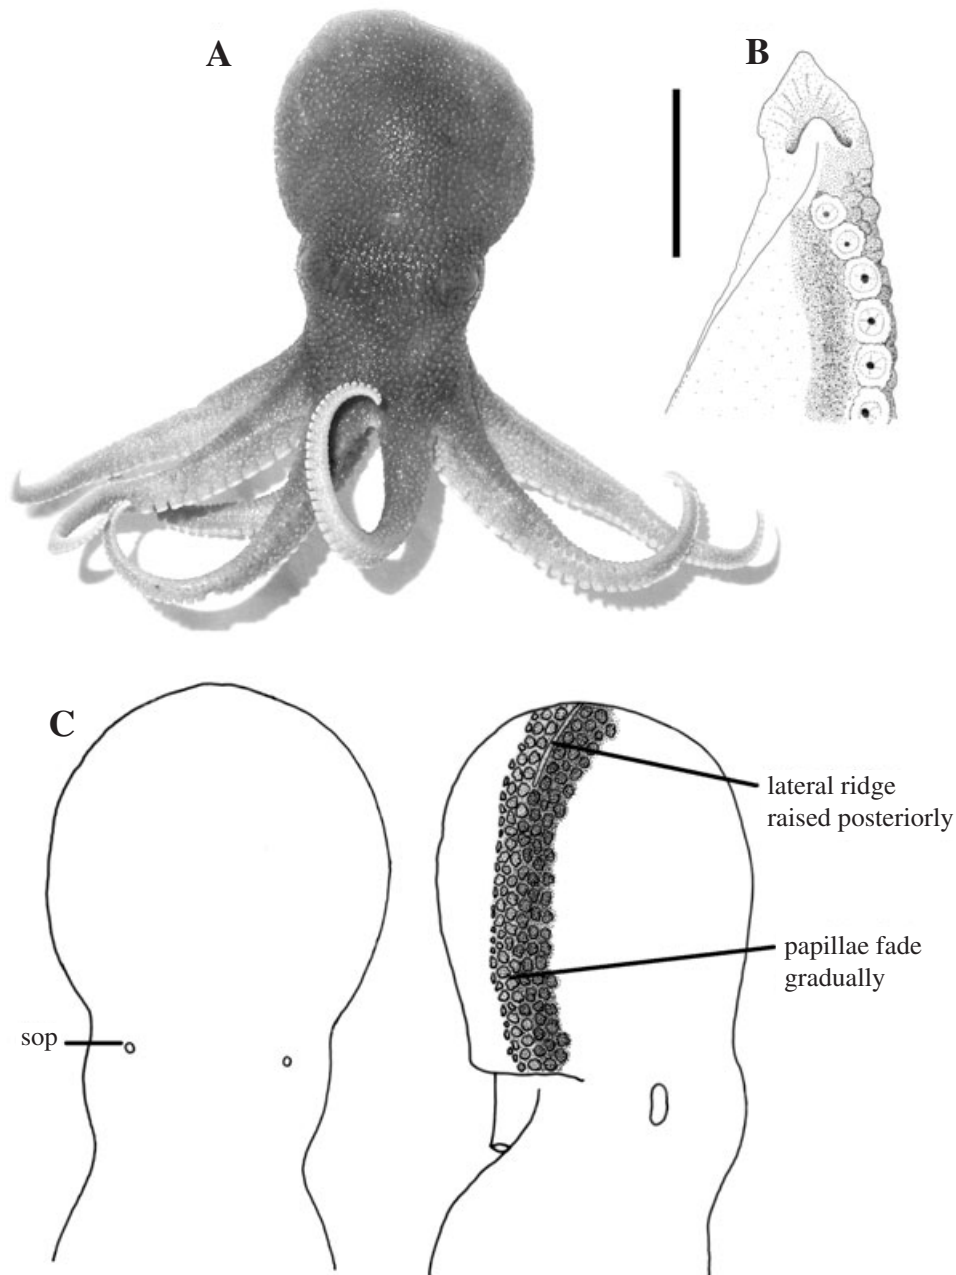 A
B
C
lateral ridge
raised posteriorly
papillae fade
gradually
sop